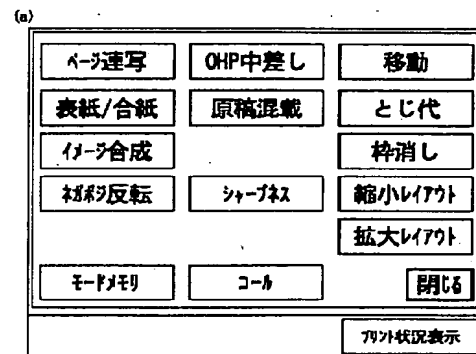 (a)
ﾍﾟｰｼﾞ連写 OHP中差し 移動
表紙/合紙 原稿混載 とじ代
ｲﾒｰｼﾞ合成 枠消し
ﾈｶﾞﾎﾟｼﾞ反転 ｼｬｰﾌﾟﾈｽ 縮小ﾚｲｱｳﾄ
拡大ﾚｲｱｳﾄ
ﾓｰﾄﾞﾒﾓﾘ ｺｰﾙ 閉じる
ﾌﾟﾘﾝﾄ状況表示